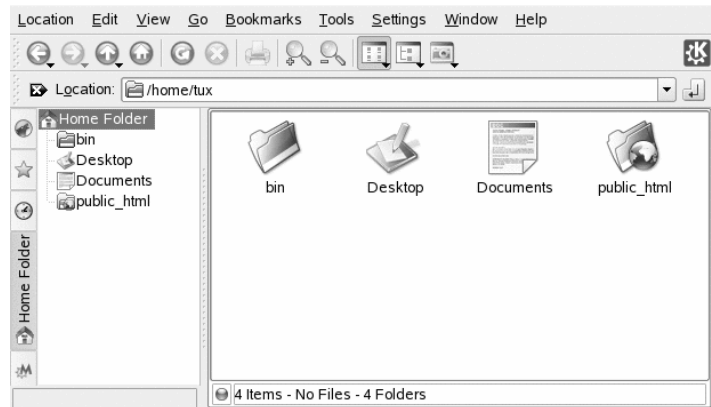 Location Edit View Go Bookmarks Tools Settings Window Help
Location: /home/tux
Home Folder
bin
Desktop
Documents
public_html
Home Folder
bin Desktop Documents public_html
4 Items - No Files - 4 Folders